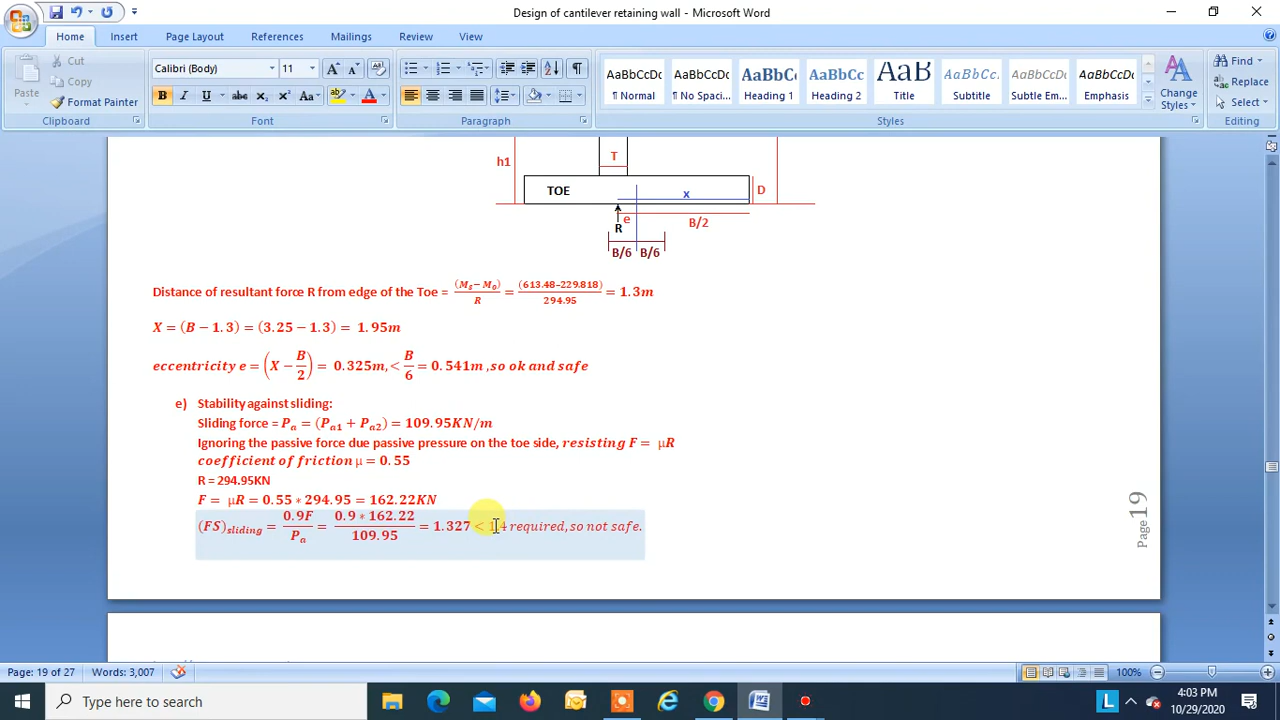 Design of cantilever retaining wall - Microsoft Word
Home Insert Page Layout References Mailings Review View
Cut
Copy
Format Painter
Paste
Clipboard
Calibri (Body) 11
Font
Paragraph
AaBbCcDc AaBbCcDc AaBbCc AaBbCc AaB AaBbCc. AaBbCcDc AaBbCcDc
¶ Normal ¶ No Spaci... Heading 1 Heading 2 Title Subtitle Subtle Em... Emphasis
Change Styles
Styles
Find
Replace
Select
Editing
h1 T
TOE x D
e B/2
R
B/6 B/6
Distance of resultant force R from edge of the Toe = (Ms − Mo)/R = (613.48–229.818)/294.95 = 1.3m
X = (B − 1.3) = (3.25 − 1.3) = 1.95m
eccentricity e = (X − B/2) = 0.325m, < B/6 = 0.541m ,so ok and safe
e) Stability against sliding:
Sliding force = Pa = (Pa1 + Pa2) = 109.95KN/m
Ignoring the passive force due passive pressure on the toe side, resisting F = µR
coefficient of friction µ = 0.55
R = 294.95KN
F = µR = 0.55 * 294.95 = 162.22KN
(FS)sliding = 0.9F/Pa = 0.9 * 162.22/109.95 = 1.327 < 1.4 required, so not safe.
Page 19
Page: 19 of 27 Words: 3,007 100%
Type here to search
4:03 PM
10/29/2020